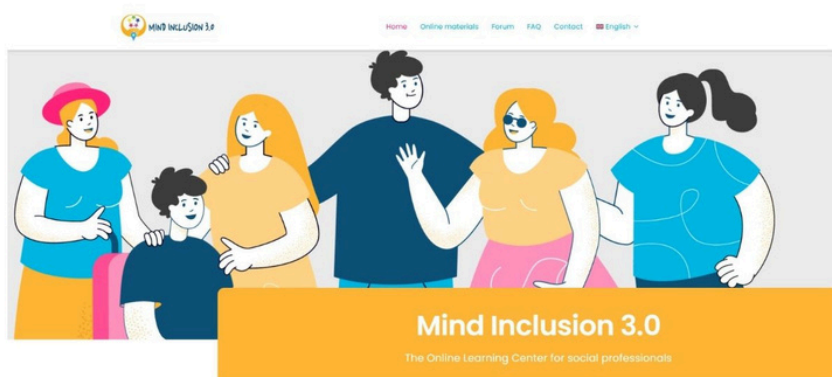 MIND INCLUSION 3.0
Home Online materials Forum FAQ Contact English
Mind Inclusion 3.0
The Online Learning Center for social professionals